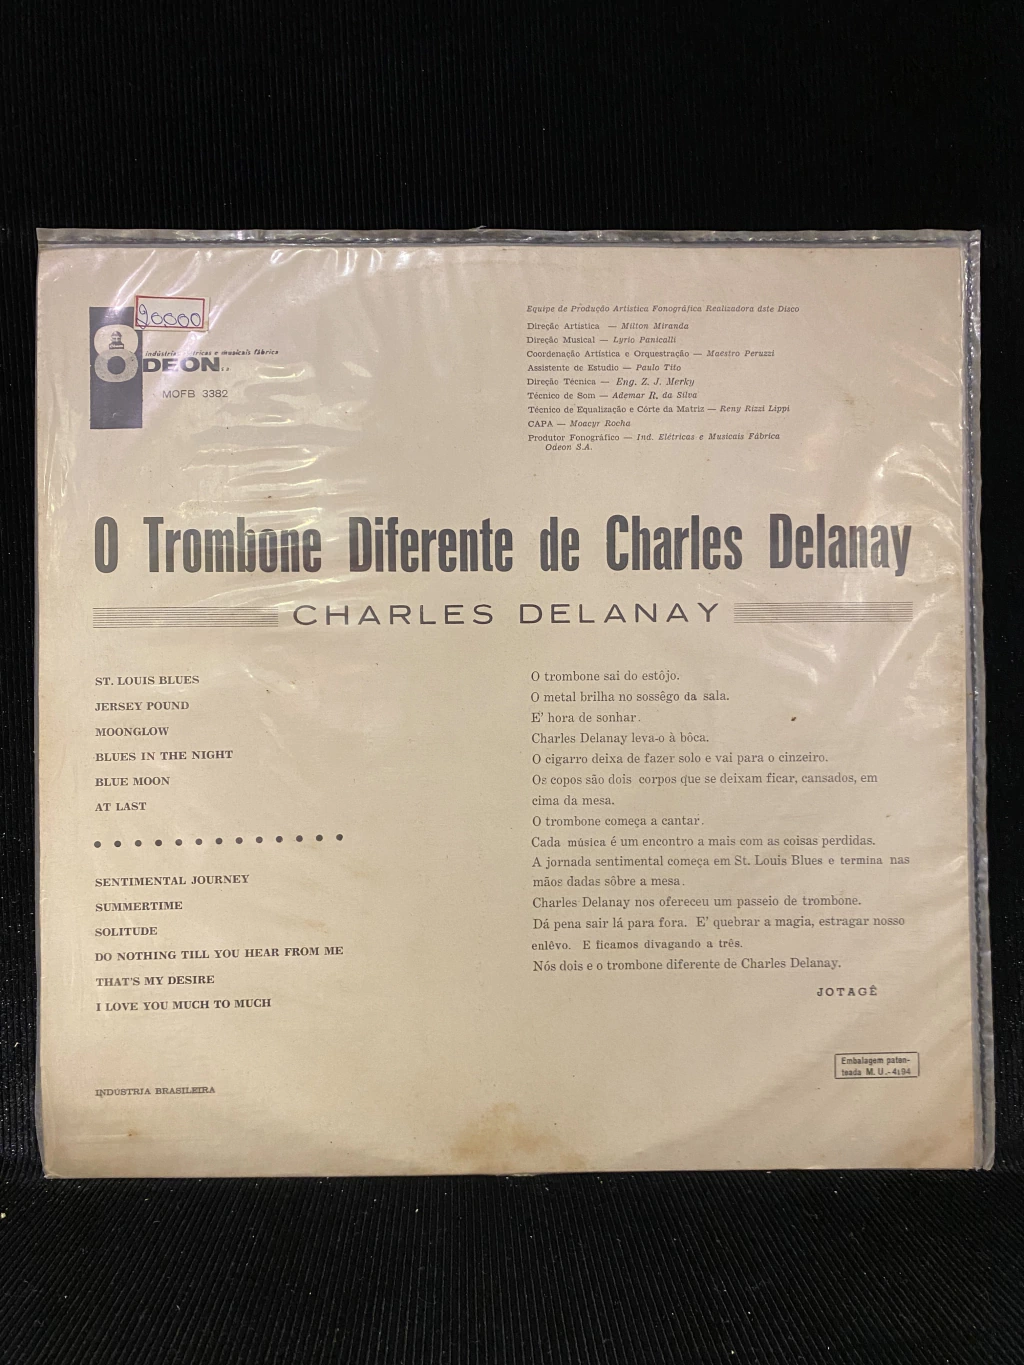 20000
indústrias elétricas e musicais fábrica
ODEON S.A.
MOFB 3382
Equipe de Produção Artística Fonográfica Realizadora dste Disco
Direção Artística — Milton Miranda
Direção Musical — Lyrio Panicalli
Coordenação Artística e Orquestração — Maestro Peruzzi
Assistente de Estudio — Paulo Tito
Direção Técnica — Eng. Z. J. Merky
Técnico de Som — Ademar R. da Silva
Técnico de Equalização e Côrte da Matriz — Reny Rizzi Lippi
CAPA — Moacyr Rocha
Produtor Fonográfico — Ind. Elétricas e Musicais Fábrica
Odeon S.A.
O Trombone Diferente de Charles Delanay
CHARLES DELANAY
ST. LOUIS BLUES
JERSEY POUND
MOONGLOW
BLUES IN THE NIGHT
BLUE MOON
AT LAST
SENTIMENTAL JOURNEY
SUMMERTIME
SOLITUDE
DO NOTHING TILL YOU HEAR FROM ME
THAT'S MY DESIRE
I LOVE YOU MUCH TO MUCH
O trombone sai do estôjo.
O metal brilha no sossêgo da sala.
E' hora de sonhar.
Charles Delanay leva-o à bôca.
O cigarro deixa de fazer solo e vai para o cinzeiro.
Os copos são dois corpos que se deixam ficar, cansados, em
cima da mesa.
O trombone começa a cantar.
Cada música é um encontro a mais com as coisas perdidas.
A jornada sentimental começa em St. Louis Blues e termina nas
mãos dadas sôbre a mesa.
Charles Delanay nos ofereceu um passeio de trombone.
Dá pena sair lá para fora. E' quebrar a magia, estragar nosso
enlêvo. E ficamos divagando a três.
Nós dois e o trombone diferente de Charles Delanay.
JOTAGÊ
Embalagem paten-
teada M. U.-4194
INDÚSTRIA BRASILEIRA